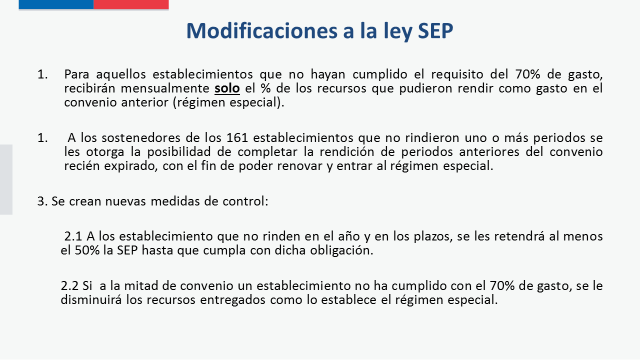 Modificaciones a la ley SEP
1. Para aquellos establecimientos que no hayan cumplido el requisito del 70% de gasto,
recibirán mensualmente solo el % de los recursos que pudieron rendir como gasto en el
convenio anterior (régimen especial).
1. A los sostenedores de los 161 establecimientos que no rindieron uno o más periodos se
les otorga la posibilidad de completar la rendición de periodos anteriores del convenio
recién expirado, con el fin de poder renovar y entrar al régimen especial.
3. Se crean nuevas medidas de control:
2.1 A los establecimiento que no rinden en el año y en los plazos, se les retendrá al menos
el 50% la SEP hasta que cumpla con dicha obligación.
2.2 Si a la mitad de convenio un establecimiento no ha cumplido con el 70% de gasto, se le
disminuirá los recursos entregados como lo establece el régimen especial.